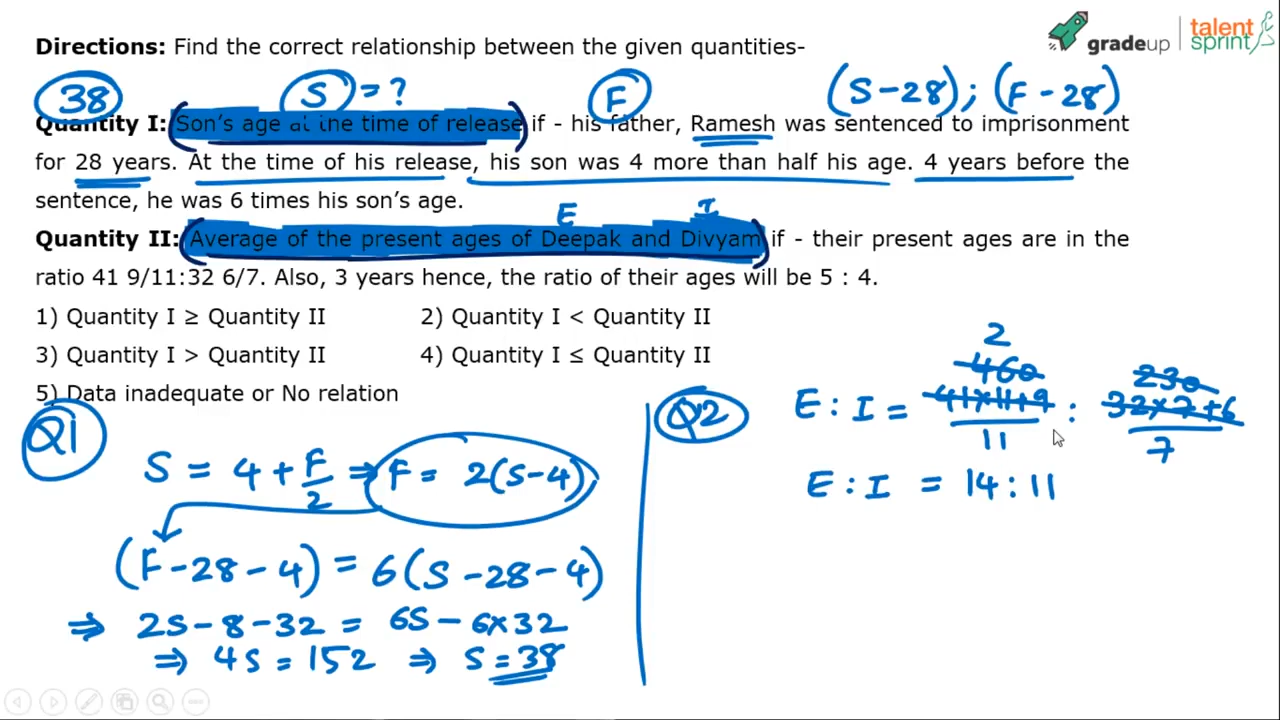 Directions: Find the correct relationship between the given quantities-
gradeup | talent sprint
38 S = ? F (S-28); (F-28)
Quantity I: Son's age at the time of release if - his father, Ramesh was sentenced to imprisonment
for 28 years. At the time of his release, his son was 4 more than half his age. 4 years before the
sentence, he was 6 times his son's age.
E I
Quantity II: Average of the present ages of Deepak and Divyam if - their present ages are in the
ratio 41 9/11:32 6/7. Also, 3 years hence, the ratio of their ages will be 5 : 4.
1) Quantity I ≥ Quantity II 2) Quantity I < Quantity II
3) Quantity I > Quantity II 4) Quantity I ≤ Quantity II
5) Data inadequate or No relation
Q1
S = 4 + F/2 ⇒ F = 2(S-4)
(F-28-4) = 6(S-28-4)
⇒ 2S-8-32 = 6S-6×32
⇒ 4S = 152 ⇒ S = 38
Q2
2
460 230
E : I = 41×11+9 : 32×7+6
11 7
E : I = 14 : 11